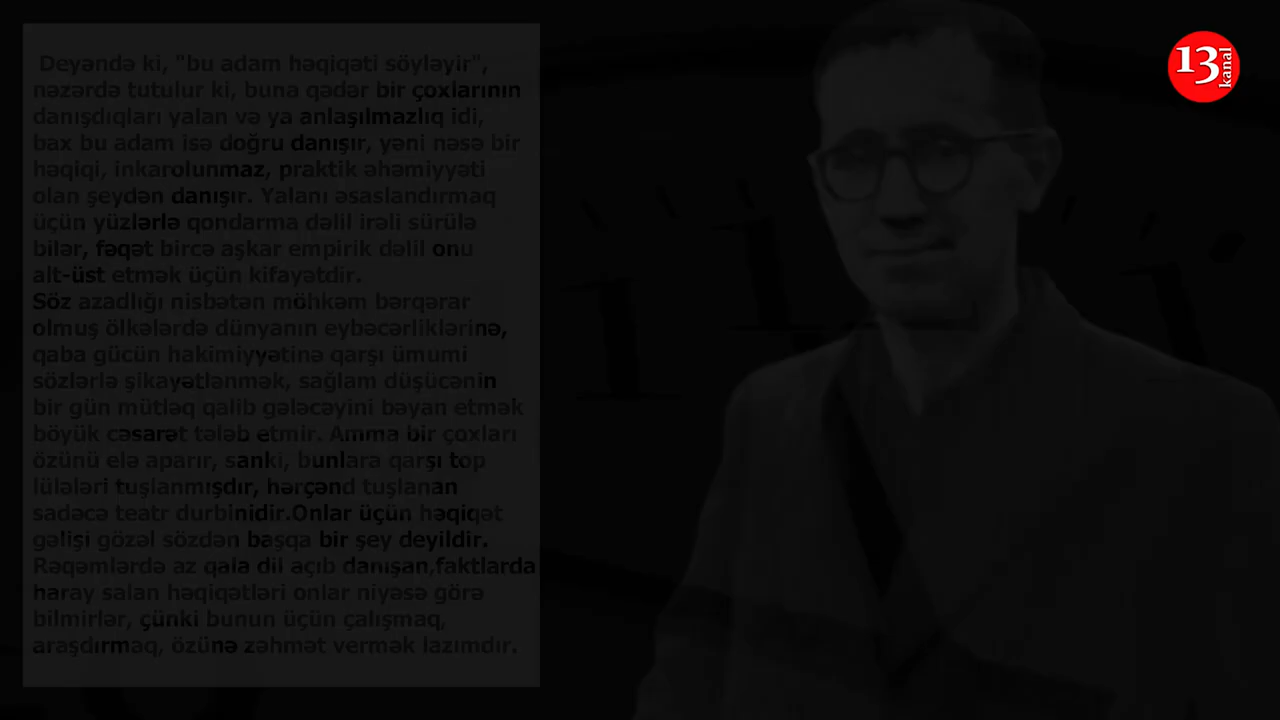 Deyəndə ki, "bu adam həqiqəti söyləyir",
nəzərdə tutulur ki, buna qədər bir çoxlarının
danışdıqları yalan və ya anlaşılmazlıq idi,
bax bu adam isə doğru danışır, yəni nəsə bir
həqiqi, inkarolunmaz, praktik əhəmiyyəti
olan şeydən danışır. Yalanı əsaslandırmaq
üçün yüzlərlə qondarma dəlil irəli sürülə
bilər, fəqət bircə aşkar empirik dəlil onu
alt-üst etmək üçün kifayətdir.
Söz azadlığı nisbətən möhkəm bərqərar
olmuş ölkələrdə dünyanın eybəcərliklərinə,
qaba gücün hakimiyyətinə qarşı ümumi
sözlərlə şikayətlənmək, sağlam düşücənin
bir gün mütləq qalib gələcəyini bəyan etmək
böyük cəsarət tələb etmir. Amma bir çoxları
özünü elə aparır, sanki, bunlara qarşı top
lülələri tuşlanmışdır, hərçənd tuşlanan
sadəcə teatr durbinidir.Onlar üçün həqiqət
gəlişi gözəl sözdən başqa bir şey deyildir.
Rəqəmlərdə az qala dil açıb danışan,faktlarda
haray salan həqiqətləri onlar niyəsə görə
bilmirlər, çünki bunun üçün çalışmaq,
araşdırmaq, özünə zəhmət vermək lazımdır.
13 kanal